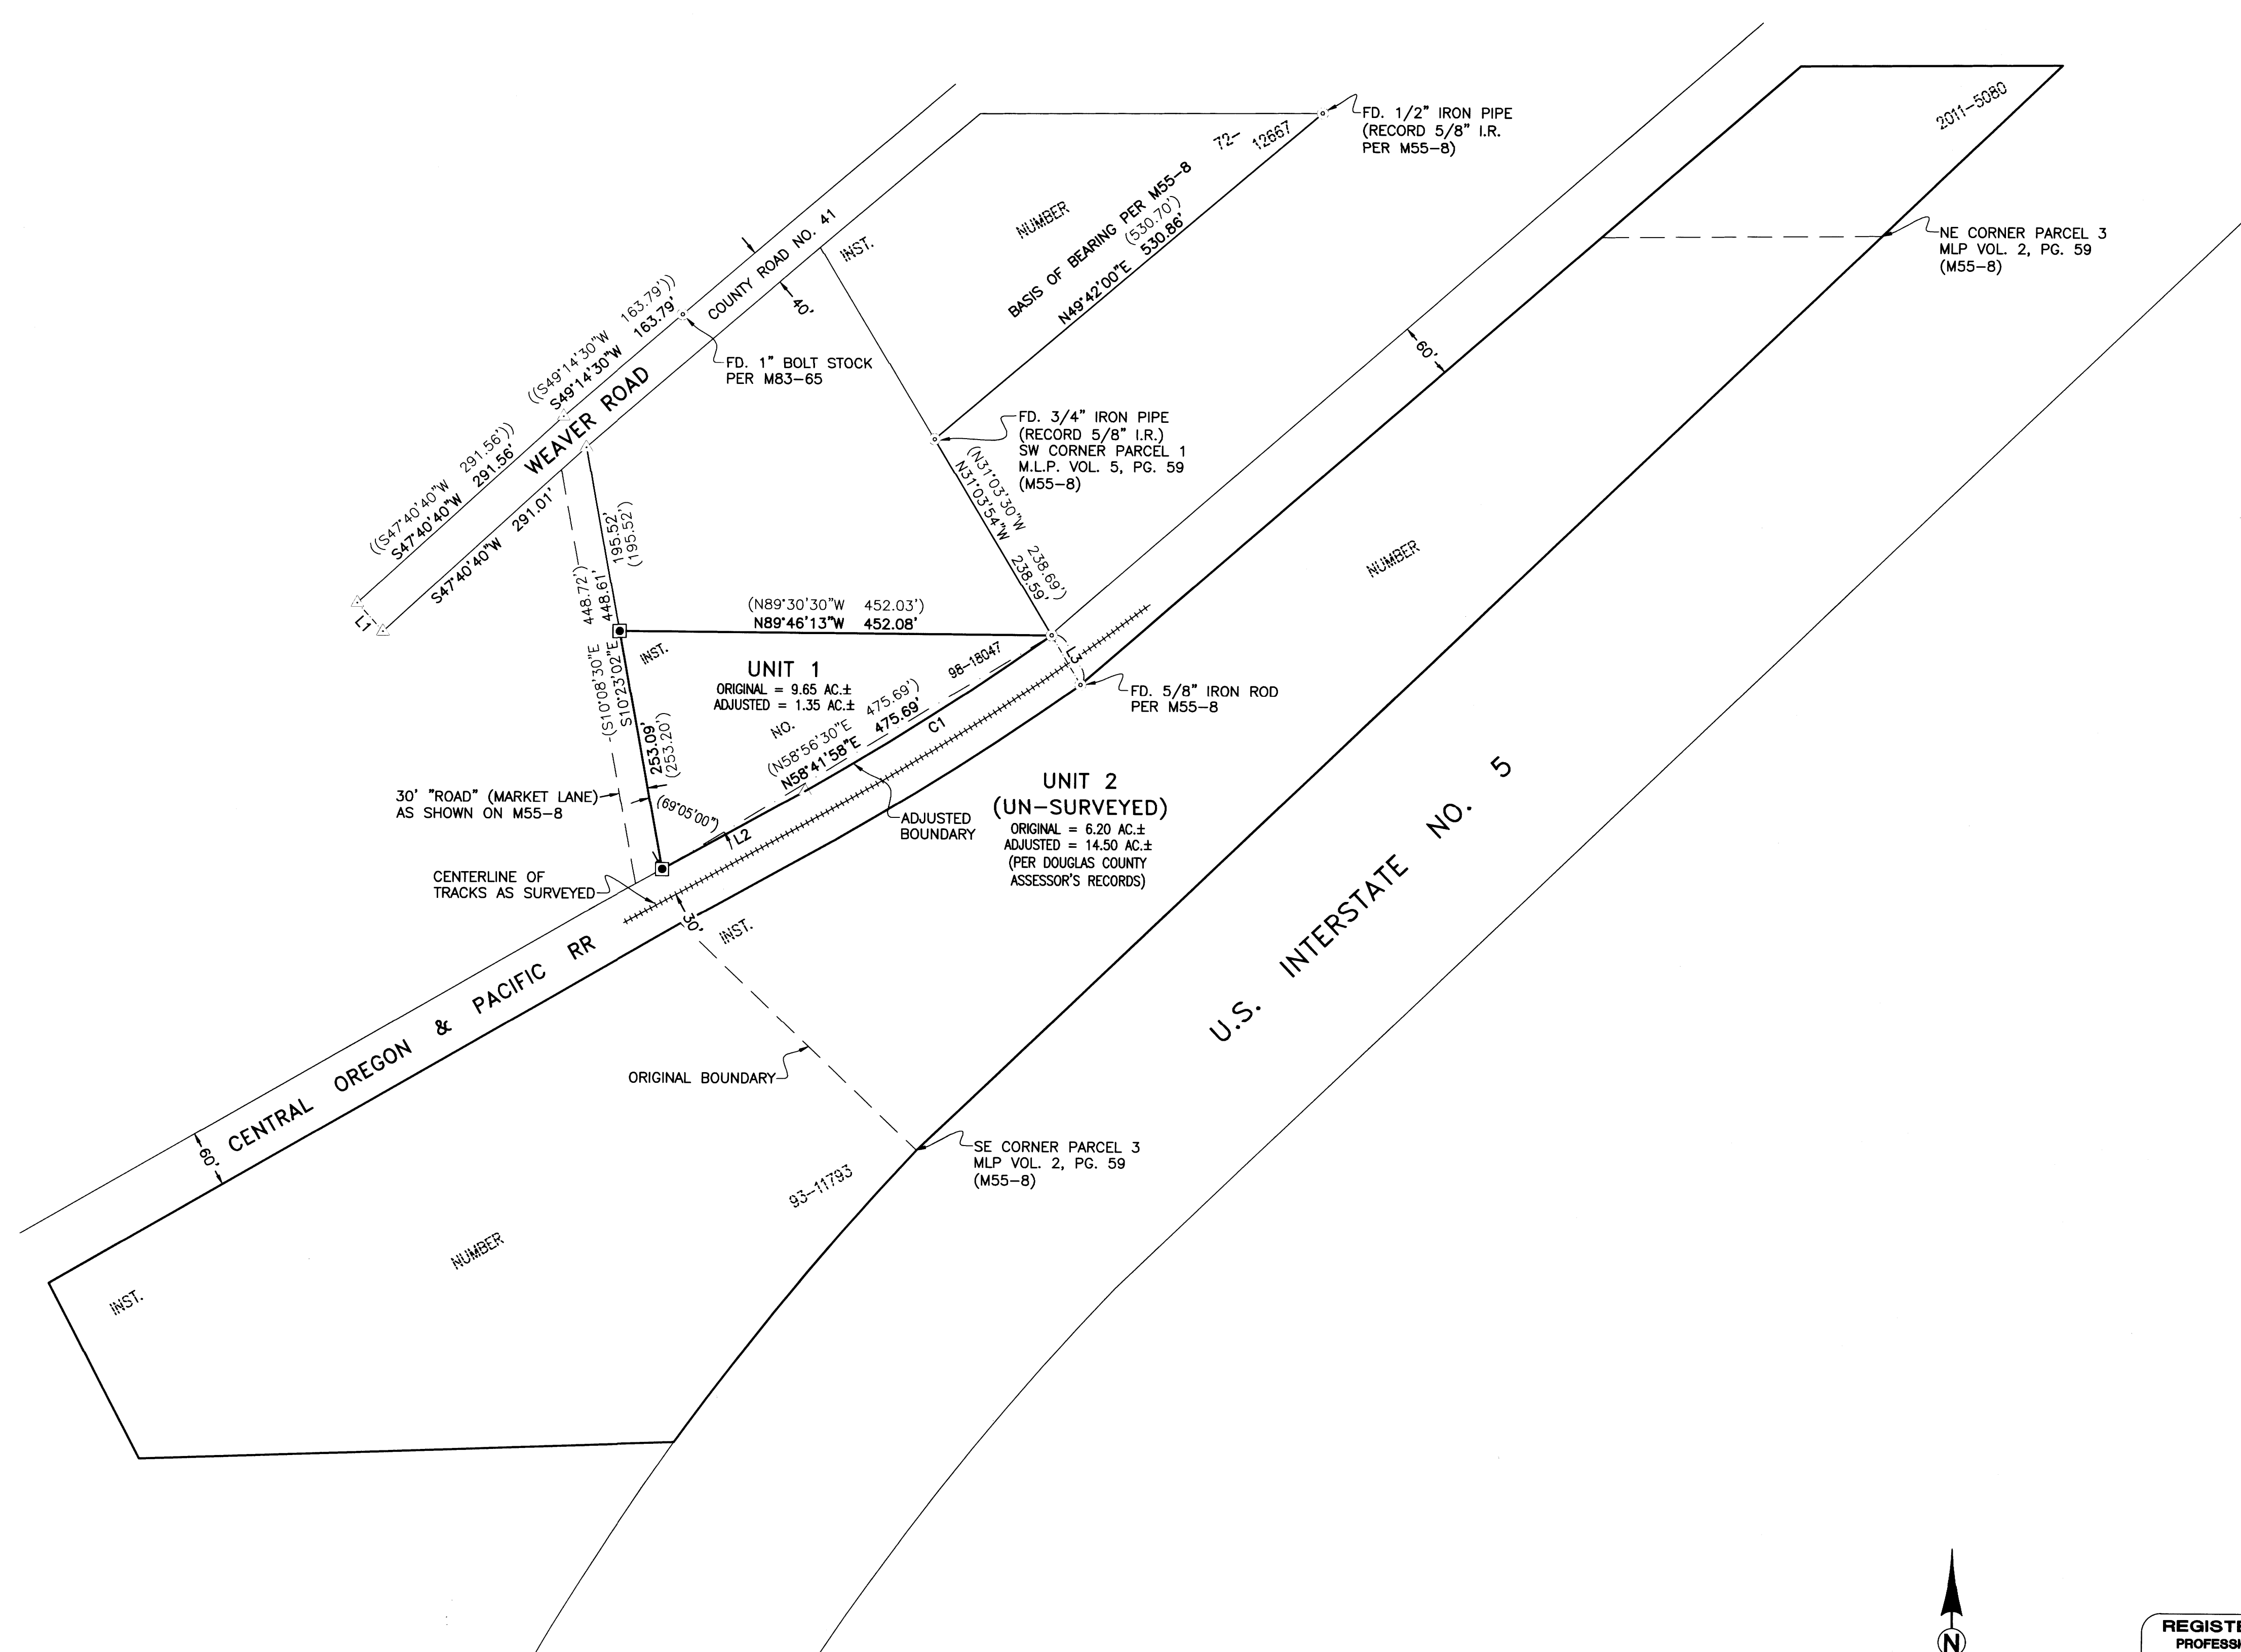 2011-5080
FD. 1/2" IRON PIPE
(RECORD 5/8" I.R.
PER M55-8)
72- 12667
NUMBER
INST.
BASIS OF BEARING PER M55-8
(530.70')
N49°42'00"E 530.86'
NE CORNER PARCEL 3
MLP VOL. 2, PG. 59
(M55-8)
COUNTY ROAD NO. 41
40'
((S49°14'30"W 163.79'))
S49°14'30"W 163.79'
FD. 1" BOLT STOCK
PER M83-65
WEAVER ROAD
60'
((S47°40'40"W 291.56'))
S47°40'40"W 291.56'
S47°40'40"W 291.01'
L1
FD. 3/4" IRON PIPE
(RECORD 5/8" I.R.)
SW CORNER PARCEL 1
M.L.P. VOL. 5, PG. 59
(M55-8)
(N31°03'30"W 238.69')
N31°03'54"W 238.59'
195.52'
(195.52')
NUMBER
(S10°08'30"E 448.72')
S10°23'02"E 448.61'
(N89°30'30"W 452.03')
N89°46'13"W 452.08'
INST.
UNIT 1
ORIGINAL = 9.65 AC.±
ADJUSTED = 1.35 AC.±
NO.
98-18047
L3
FD. 5/8" IRON ROD
PER M55-8
(N58°56'30"E 475.69')
N58°41'58"E 475.69'
C1
253.09'
(253.20')
30' "ROAD" (MARKET LANE)
AS SHOWN ON M55-8
(69°05'00")
L2
ADJUSTED
BOUNDARY
UNIT 2
(UN-SURVEYED)
ORIGINAL = 6.20 AC.±
ADJUSTED = 14.50 AC.±
(PER DOUGLAS COUNTY
ASSESSOR'S RECORDS)
CENTERLINE OF
TRACKS AS SURVEYED
30'
INST.
U.S. INTERSTATE NO. 5
CENTRAL OREGON & PACIFIC RR
60'
ORIGINAL BOUNDARY
SE CORNER PARCEL 3
MLP VOL. 2, PG. 59
(M55-8)
93-11793
NUMBER
INST.
N
REGISTE
PROFESSI